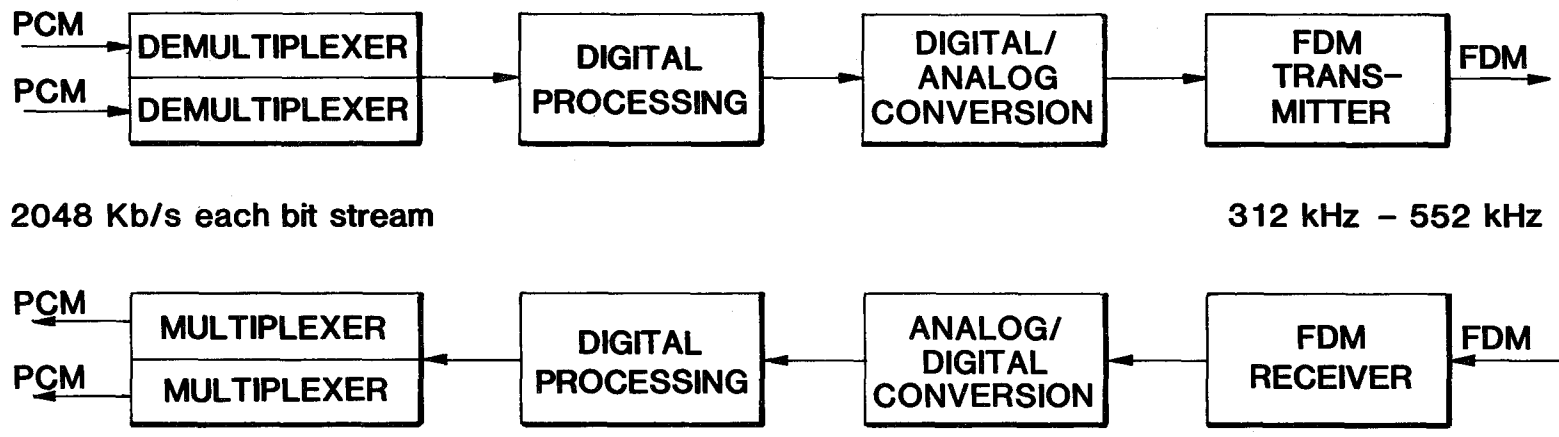 PCM
PCM
DEMULTIPLEXER
DEMULTIPLEXER
DIGITAL
PROCESSING
DIGITAL/
ANALOG
CONVERSION
FDM
TRANS-
MITTER
FDM
2048 Kb/s each bit stream
312 kHz – 552 kHz
PCM
PCM
MULTIPLEXER
MULTIPLEXER
DIGITAL
PROCESSING
ANALOG/
DIGITAL
CONVERSION
FDM
RECEIVER
FDM